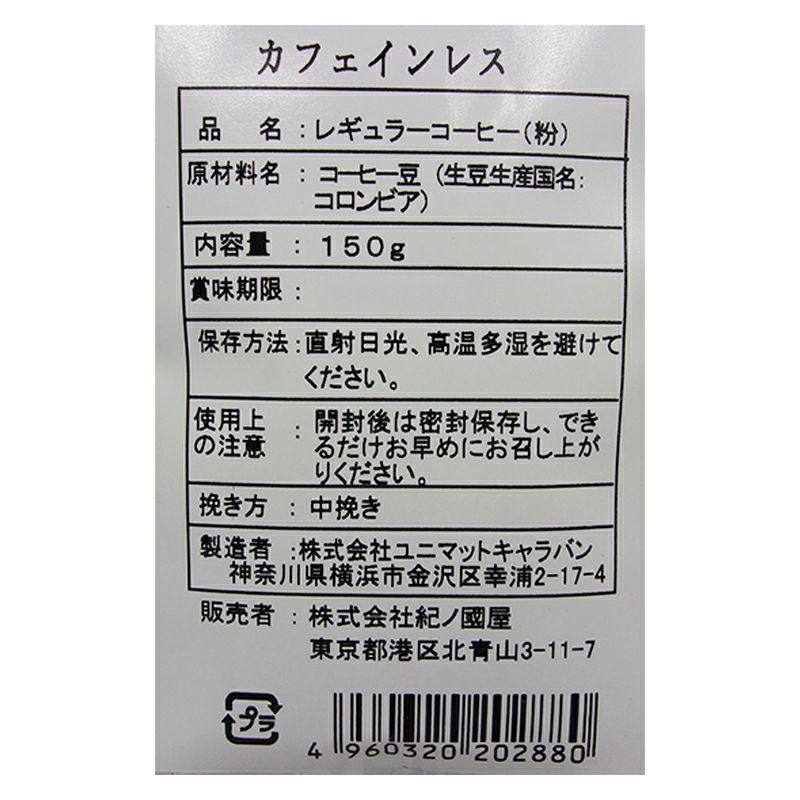 カフェインレス
品　名：レギュラーコーヒー（粉）
原材料名：コーヒー豆（生豆生産国名：
コロンビア）
内容量：150g
賞味期限：
保存方法：直射日光、高温多湿を避けて
ください。
使用上
の注意：開封後は密封保存し、でき
るだけお早めにお召し上が
りください。
挽き方：中挽き
製造者：株式会社ユニマットキャラバン
神奈川県横浜市金沢区幸浦2-17-4
販売者：株式会社紀ノ國屋
東京都港区北青山3-11-7
プラ
4 960320 202880